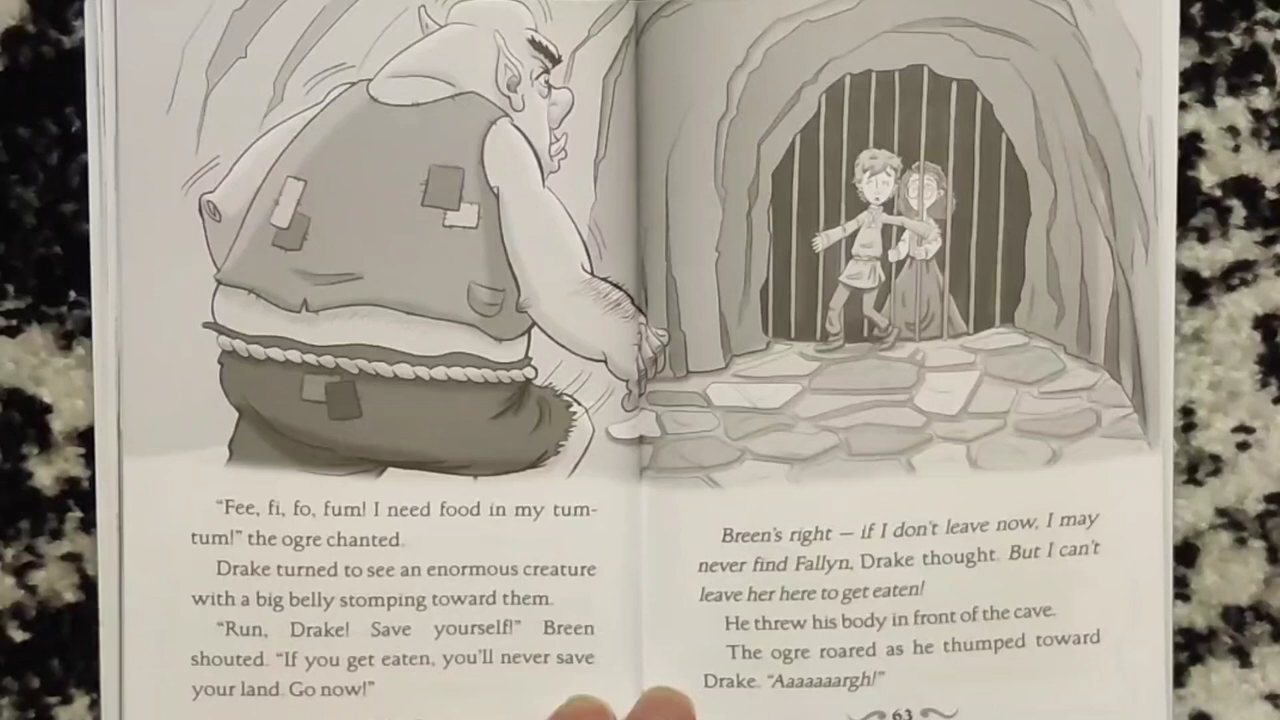 "Fee, fi, fo, fum! I need food in my tum-
tum!" the ogre chanted.
Drake turned to see an enormous creature
with a big belly stomping toward them.
"Run, Drake! Save yourself!" Breen
shouted. "If you get eaten, you'll never save
your land. Go now!"
Breen's right — if I don't leave now, I may
never find Fallyn, Drake thought. But I can't
leave her here to get eaten!
He threw his body in front of the cave.
The ogre roared as he thumped toward
Drake. "Aaaaaaargh!"
63